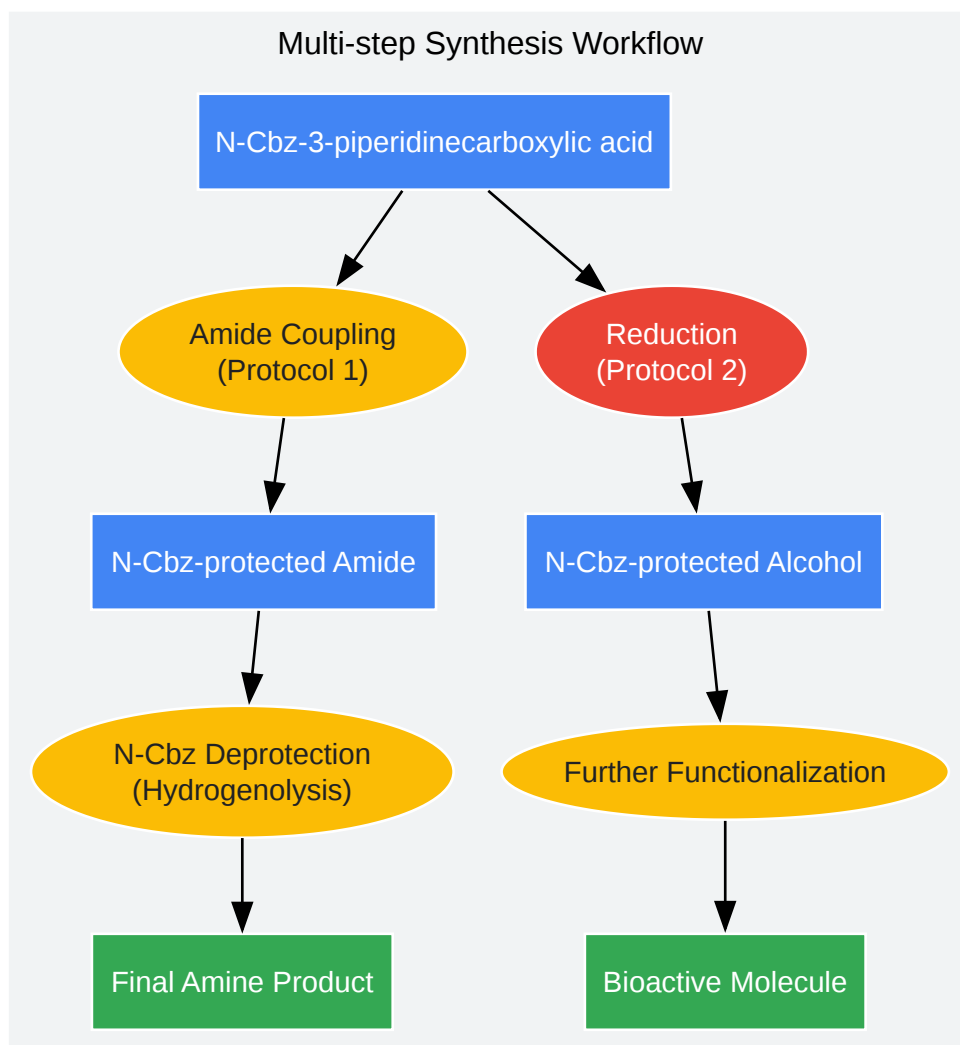 Multi-step Synthesis Workflow
N-Cbz-3-piperidinecarboxylic acid
Amide Coupling
(Protocol 1)
Reduction
(Protocol 2)
N-Cbz-protected Amide
N-Cbz-protected Alcohol
N-Cbz Deprotection
(Hydrogenolysis)
Further Functionalization
Final Amine Product
Bioactive Molecule